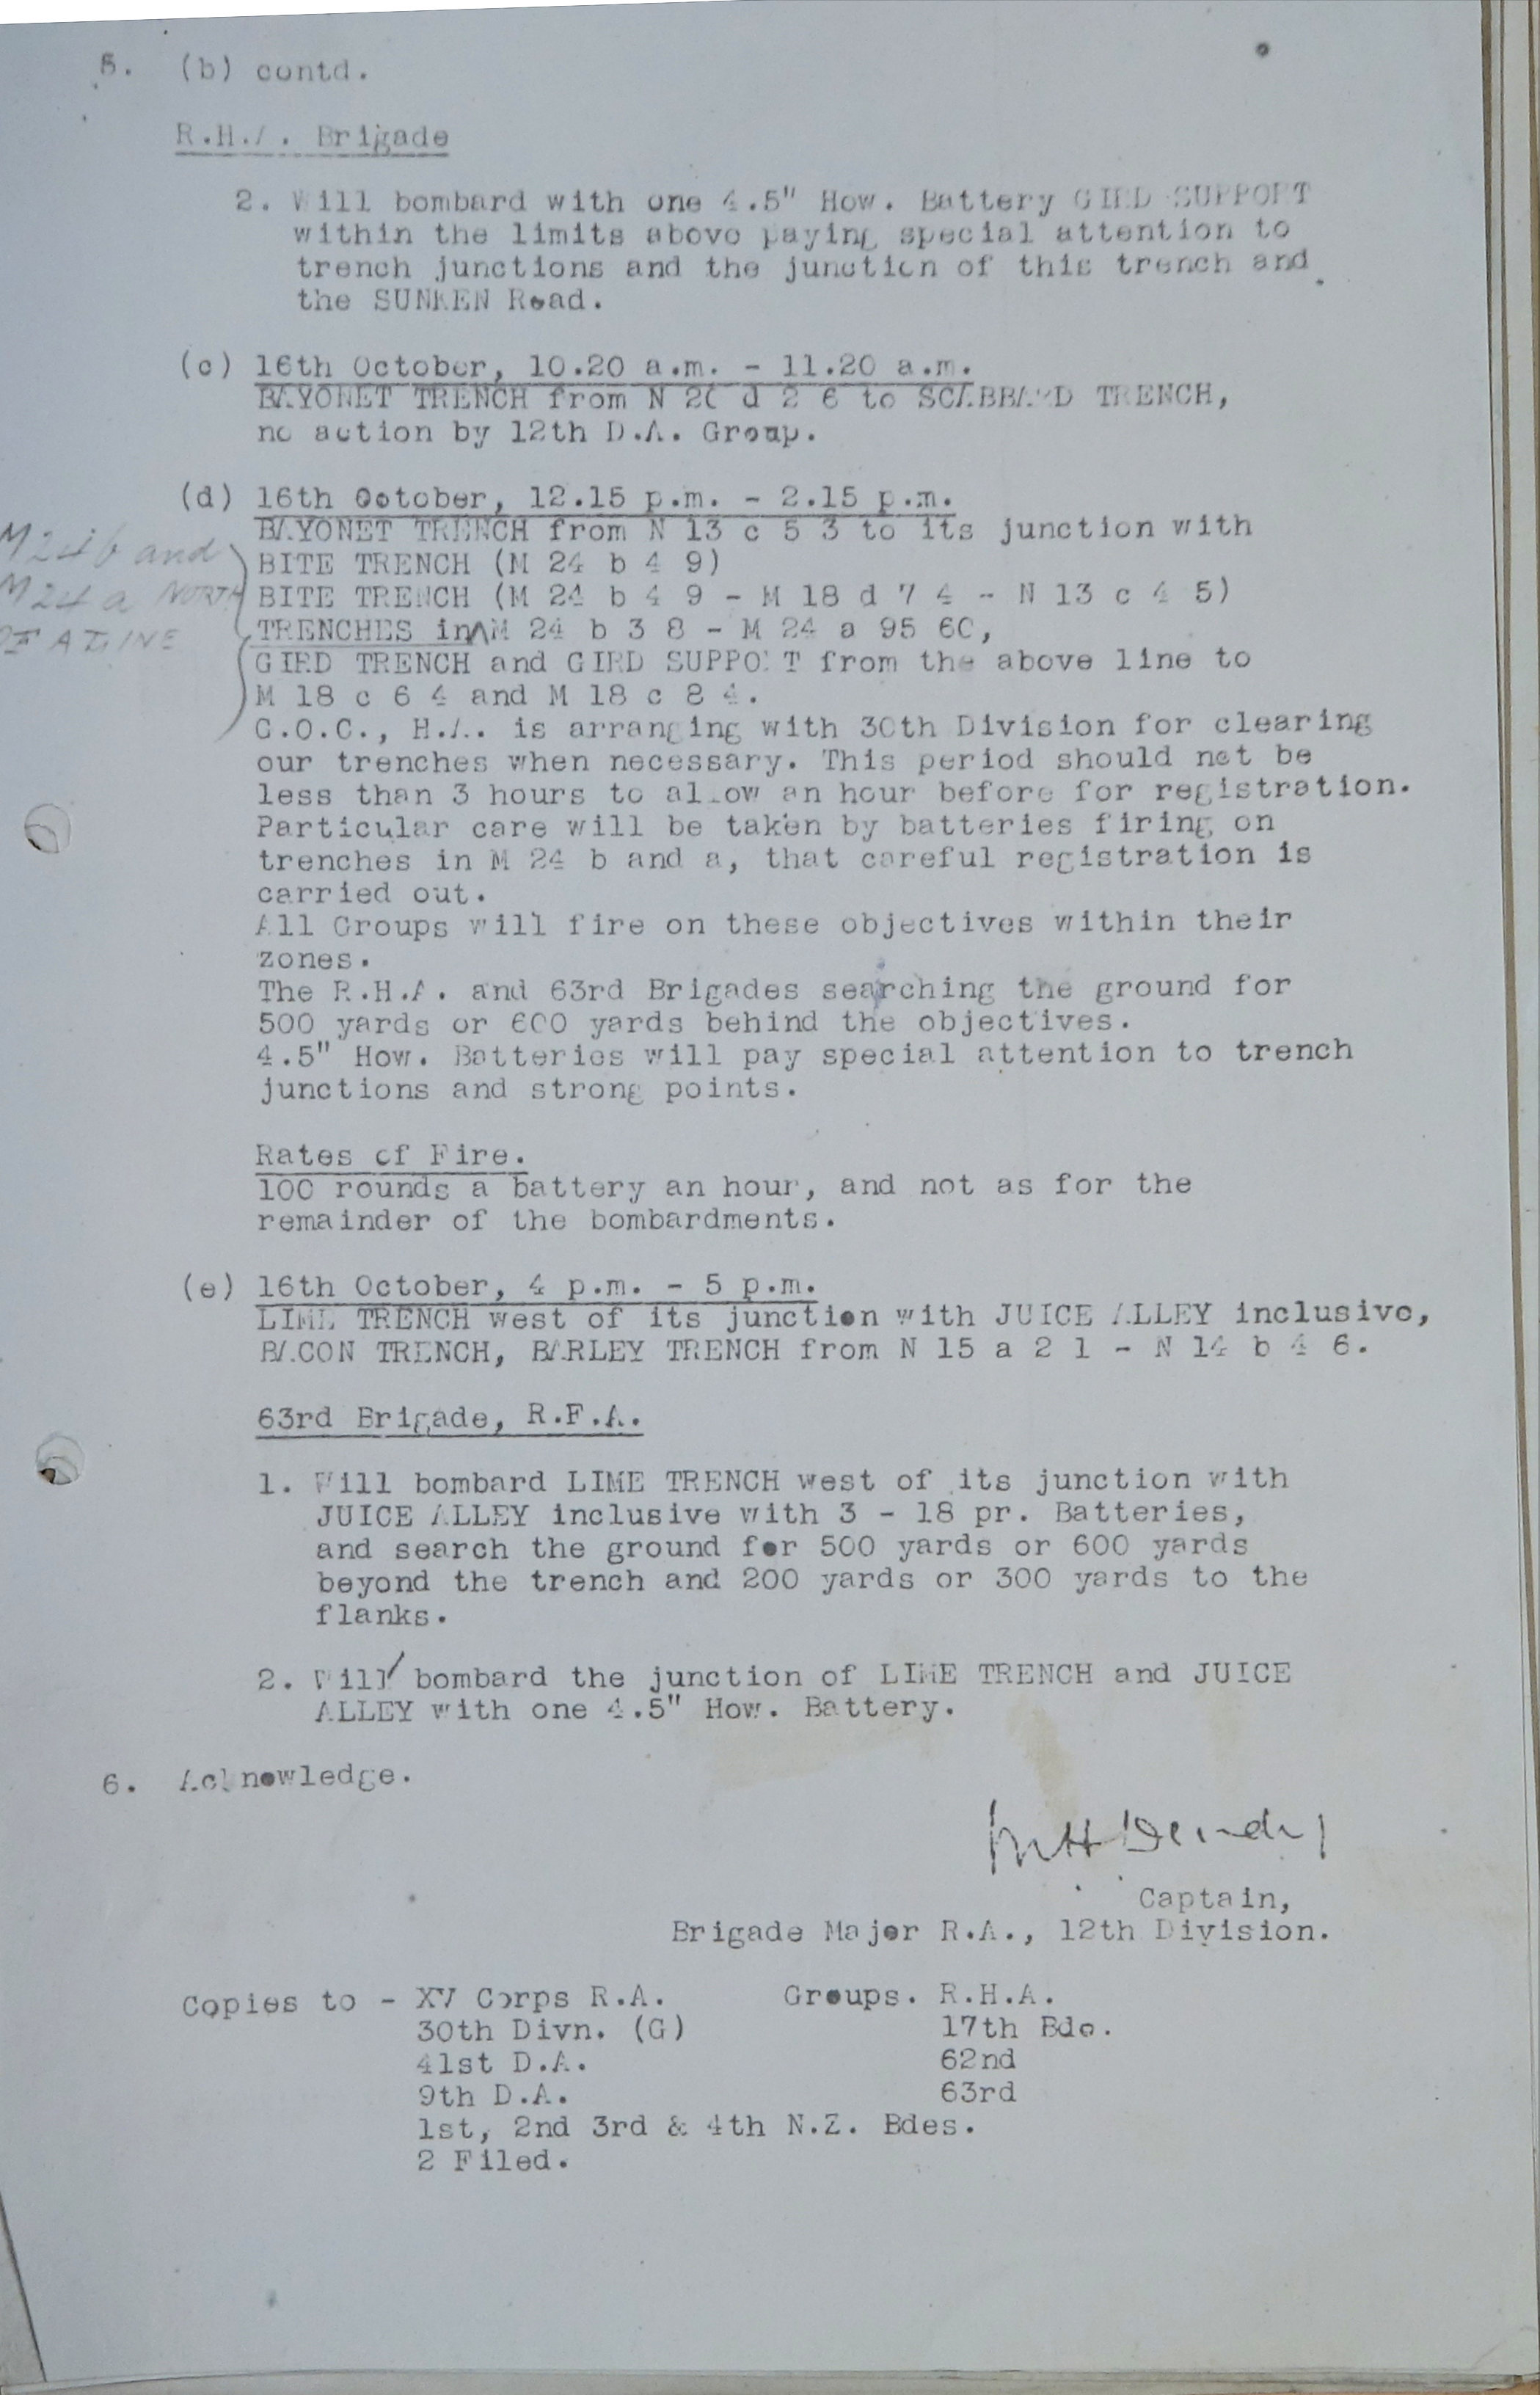 5. (b) contd.
R.H.A. Brigade
2. Will bombard with one 4.5" How. Battery GIRD SUPPORT
within the limits above paying special attention to
trench junctions and the junction of this trench and
the SUNKEN Road.
(c) 16th October, 10.20 a.m. - 11.20 a.m.
BAYONET TRENCH from N 20 d 2 6 to SCABBARD TRENCH,
no action by 12th D.A. Group.
(d) 16th October, 12.15 p.m. - 2.15 p.m.
BAYONET TRENCH from N 13 c 5 3 to its junction with
M 24 b and
BITE TRENCH (M 24 b 4 9)
M 24 a NORTH
BITE TRENCH (M 24 b 4 9 - M 18 d 7 4 - N 13 c 4 5)
OF A LINE
TRENCHES in M 24 b 3 8 - M 24 a 95 60,
GIRD TRENCH and GIRD SUPPORT from the above line to
M 18 c 6 4 and M 18 c 8 4.
G.O.C., H.A. is arranging with 30th Division for clearing
our trenches when necessary. This period should not be
less than 3 hours to allow an hour before for registration.
Particular care will be taken by batteries firing on
trenches in M 24 b and a, that careful registration is
carried out.
All Groups will fire on these objectives within their
zones.
The R.H.A. and 63rd Brigades searching the ground for
500 yards or 600 yards behind the objectives.
4.5" How. Batteries will pay special attention to trench
junctions and strong points.
Rates of Fire.
100 rounds a battery an hour, and not as for the
remainder of the bombardments.
(e) 16th October, 4 p.m. - 5 p.m.
LIME TRENCH west of its junction with JUICE ALLEY inclusive,
BACON TRENCH, BARLEY TRENCH from N 15 a 2 1 - N 14 b 4 6.
63rd Brigade, R.F.A.
1. Will bombard LIME TRENCH west of its junction with
JUICE ALLEY inclusive with 3 - 18 pr. Batteries,
and search the ground for 500 yards or 600 yards
beyond the trench and 200 yards or 300 yards to the
flanks.
2. Will bombard the junction of LIME TRENCH and JUICE
ALLEY with one 4.5" How. Battery.
6. Acknowledge.
Captain,
Brigade Major R.A., 12th Division.
Copies to - XV Corps R.A. Groups. R.H.A.
30th Divn. (G) 17th Bde.
41st D.A. 62nd
9th D.A. 63rd
1st, 2nd 3rd & 4th N.Z. Bdes.
2 Filed.